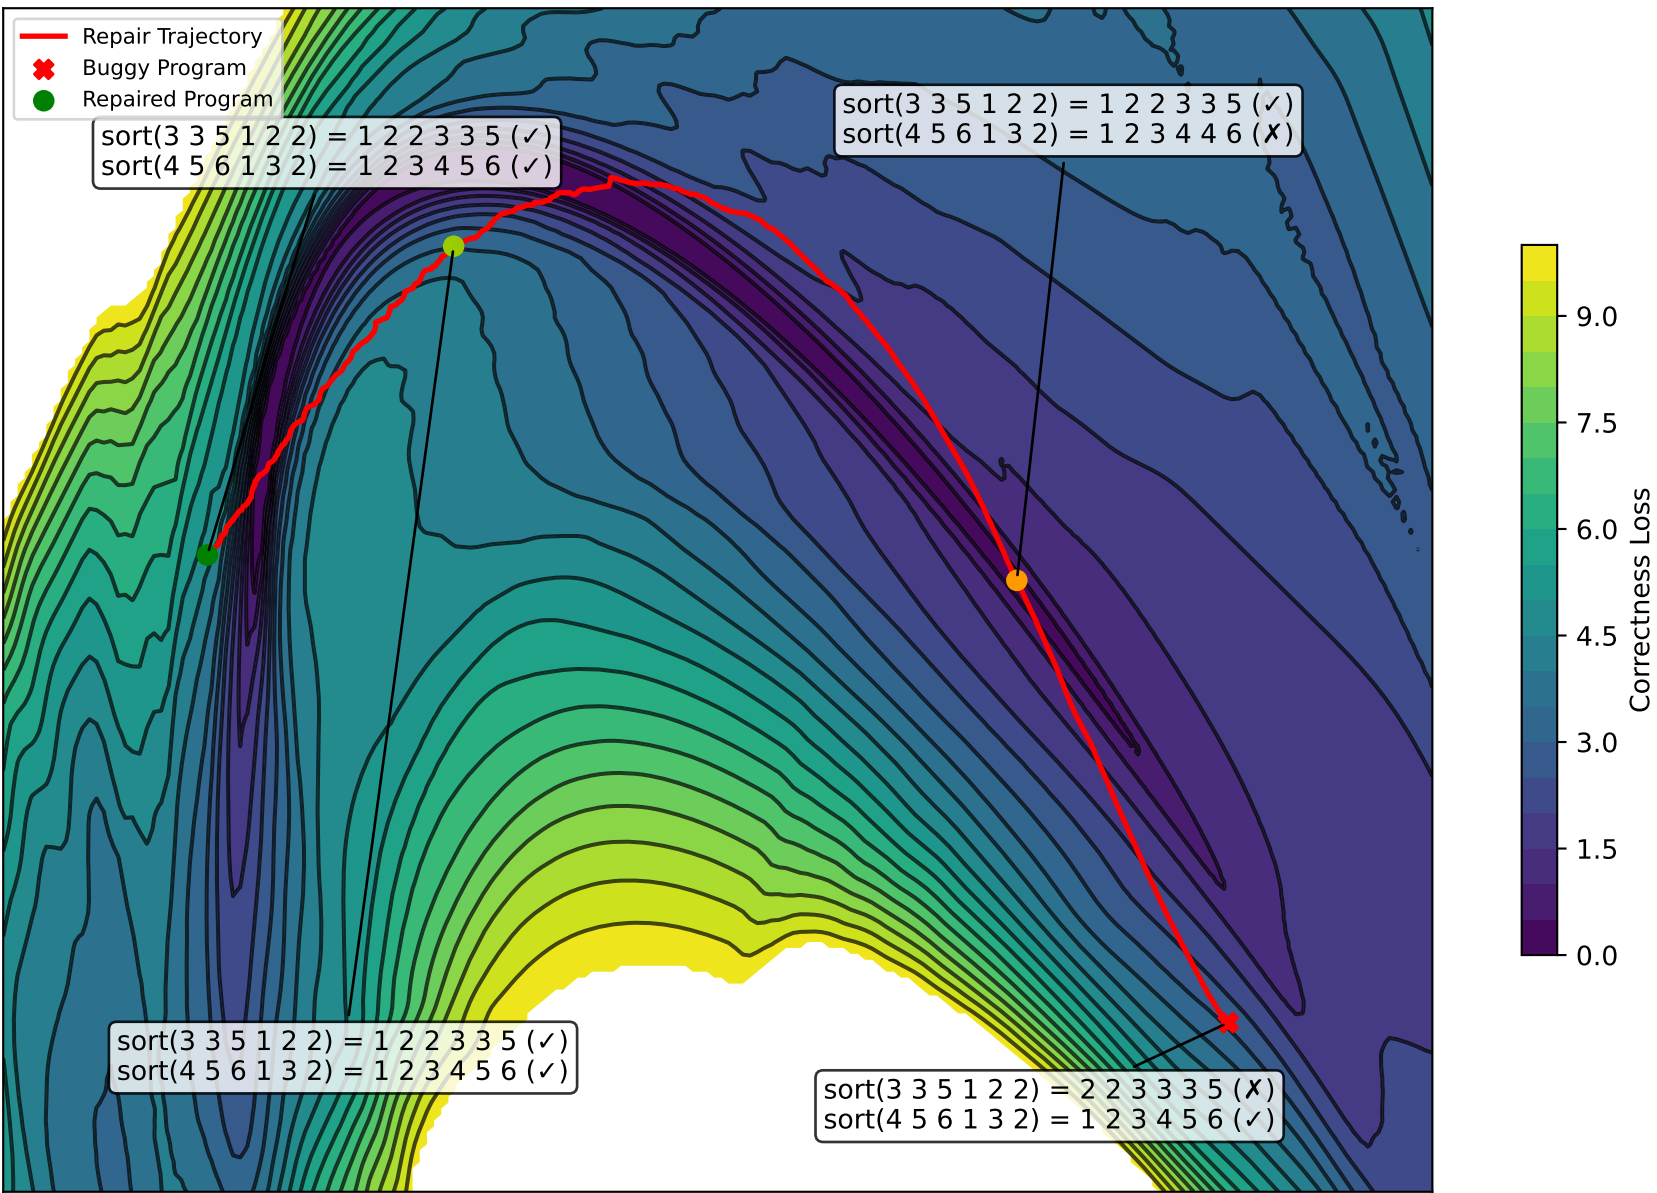 Repair Trajectory
Buggy Program
Repaired Program
sort(3 3 5 1 2 2) = 1 2 2 3 3 5 (✓)
sort(4 5 6 1 3 2) = 1 2 3 4 5 6 (✓)
sort(3 3 5 1 2 2) = 1 2 2 3 3 5 (✓)
sort(4 5 6 1 3 2) = 1 2 3 4 4 6 (✗)
sort(3 3 5 1 2 2) = 1 2 2 3 3 5 (✓)
sort(4 5 6 1 3 2) = 1 2 3 4 5 6 (✓)
sort(3 3 5 1 2 2) = 2 2 3 3 3 5 (✗)
sort(4 5 6 1 3 2) = 1 2 3 4 5 6 (✓)
9.0
7.5
6.0
4.5
3.0
1.5
0.0
Correctness Loss